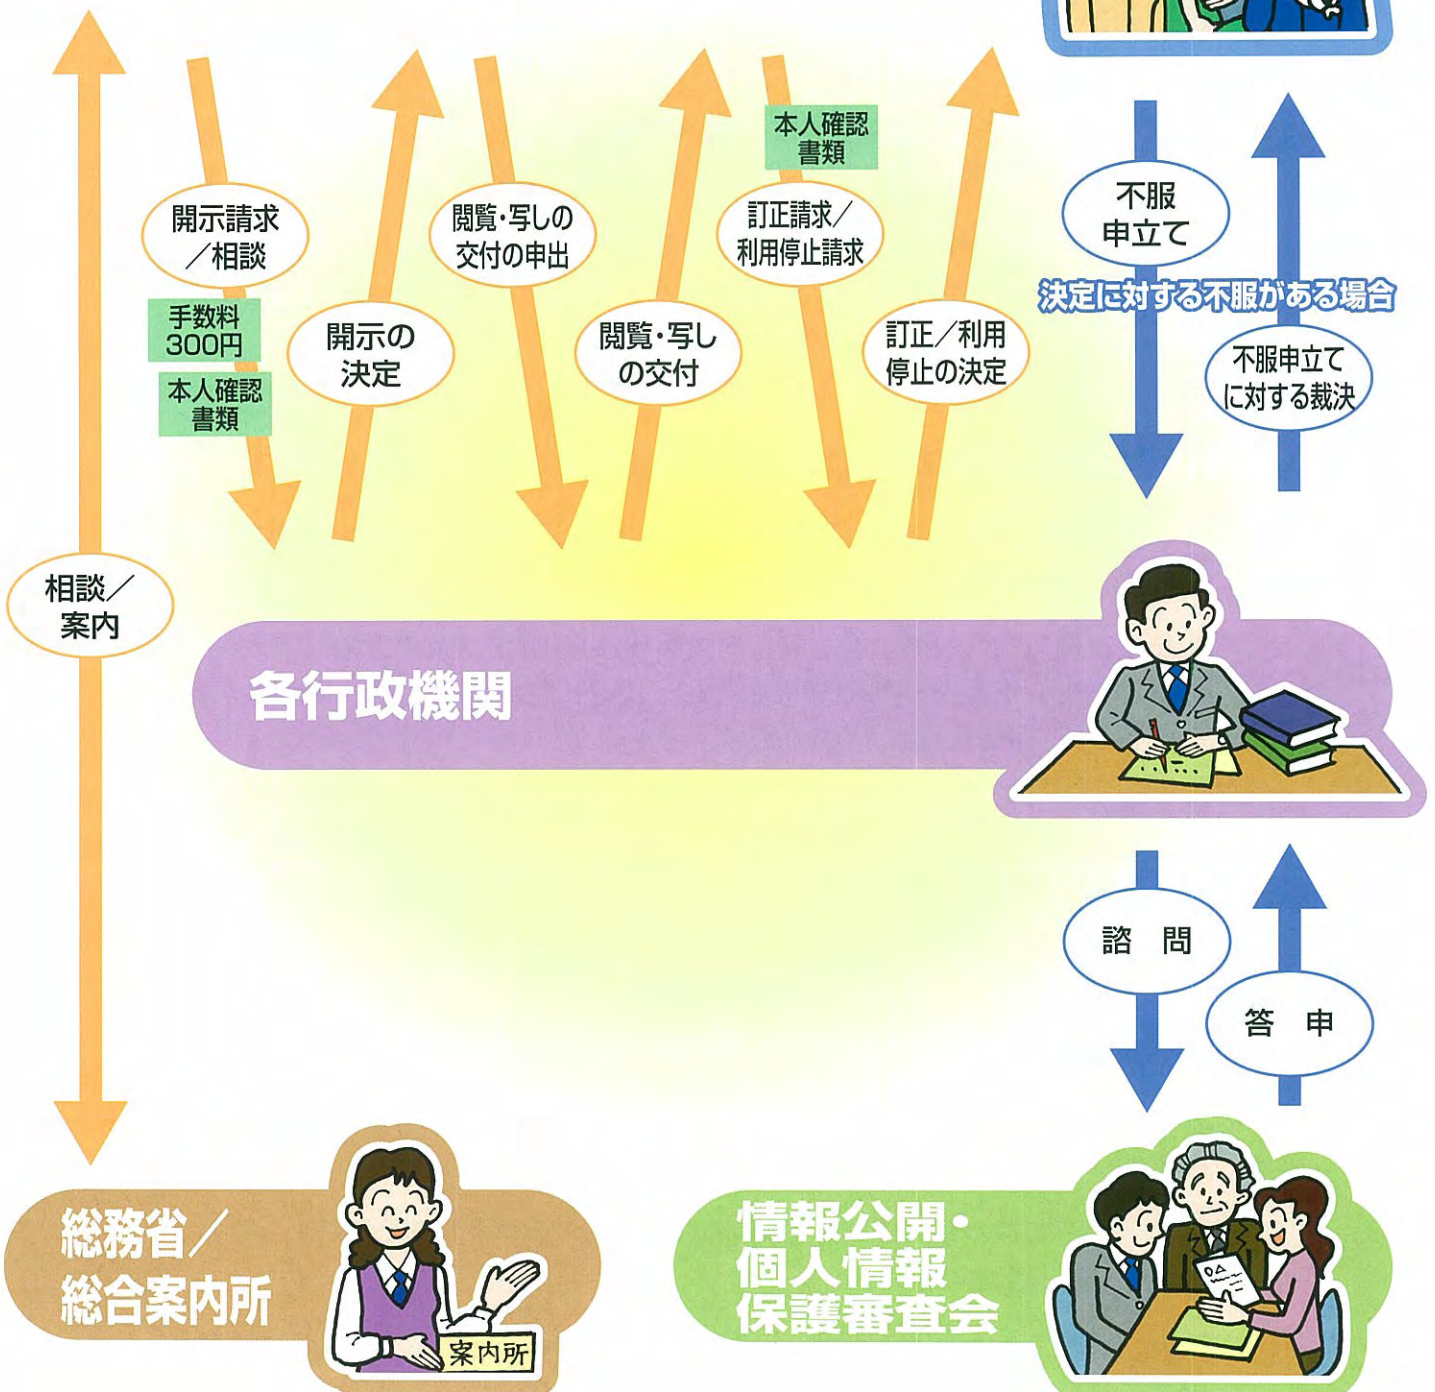 開示請求
／相談
手数料
300円
本人確認
書類
開示の
決定
閲覧・写しの
交付の申出
閲覧・写し
の交付
本人確認
書類
訂正請求／
利用停止請求
訂正／利用
停止の決定
不服
申立て
決定に対する不服がある場合
不服申立て
に対する裁決
相談／
案内
各行政機関
諮 問
答 申
総務省／
総合案内所
案内所
情報公開・
個人情報
保護審査会